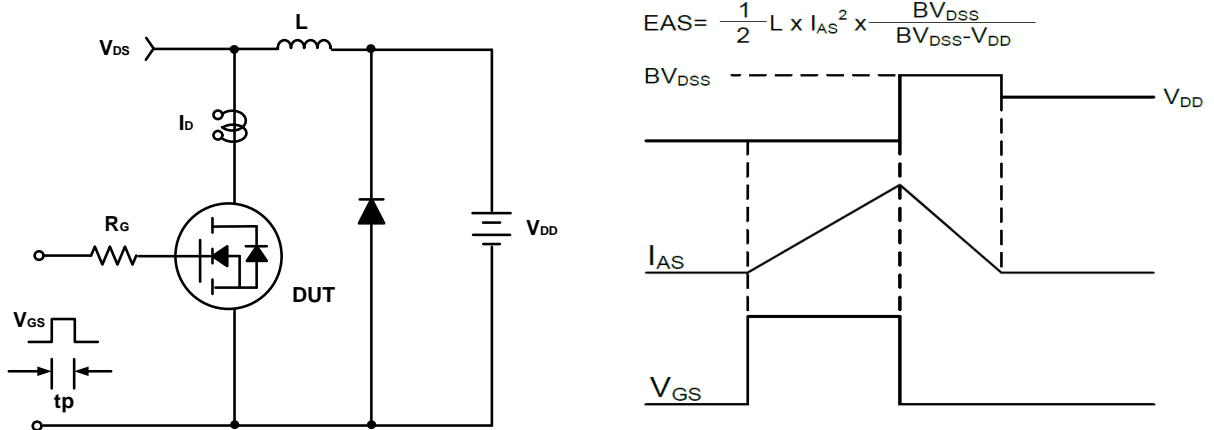 L
VDS
ID
RG
VDD
DUT
VGS
tp
EAS= 1/2 L x IAS² x BVDSS/BVDSS-VDD
BVDSS
VDD
IAS
VGS